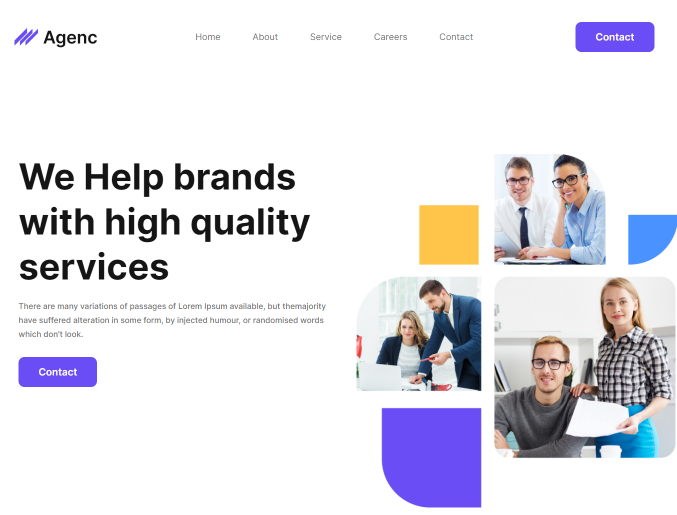 Agenc
Home
About
Service
Careers
Contact
Contact
We Help brands
with high quality
services
There are many variations of passages of Lorem Ipsum available, but themajority
have suffered alteration in some form, by injected humour, or randomised words
which don't look.
Contact